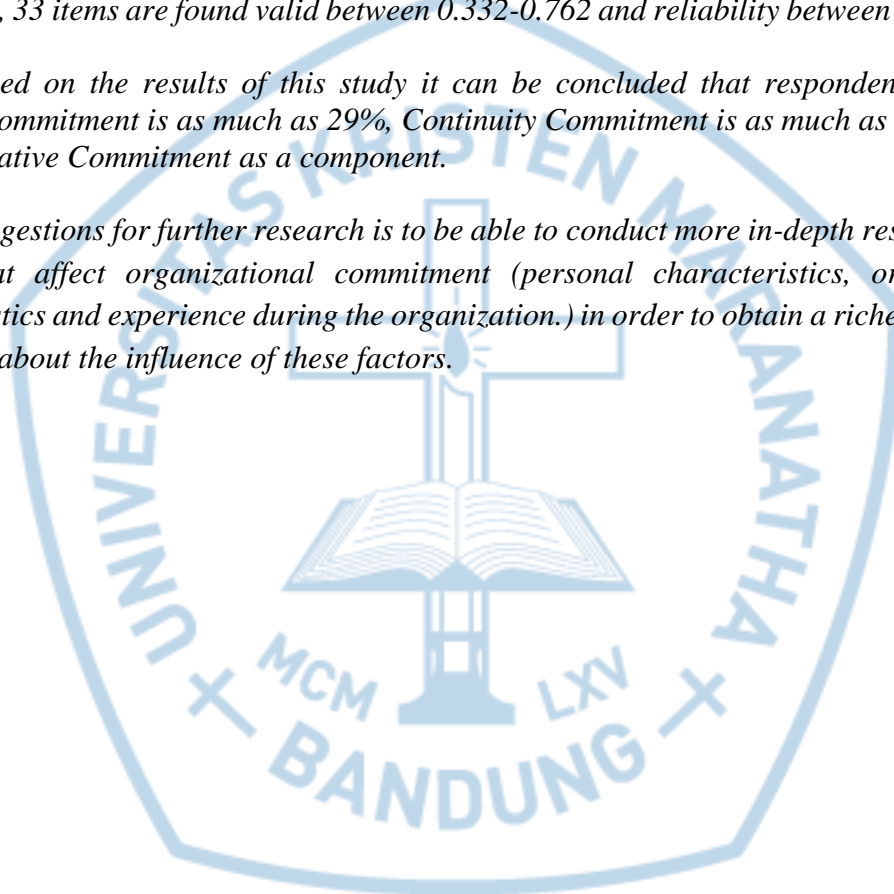 , 33 items are found valid between 0.332-0.762 and reliability between
ed on the results of this study it can be concluded that responden
ommitment is as much as 29%, Continuity Commitment is as much as
ative Commitment as a component.
gestions for further research is to be able to conduct more in-depth res
at affect organizational commitment (personal characteristics, or
tics and experience during the organization.) in order to obtain a riche
about the influence of these factors.
UNIVERSITAS KRISTEN MARANATHA
MCM LXV
BANDUNG